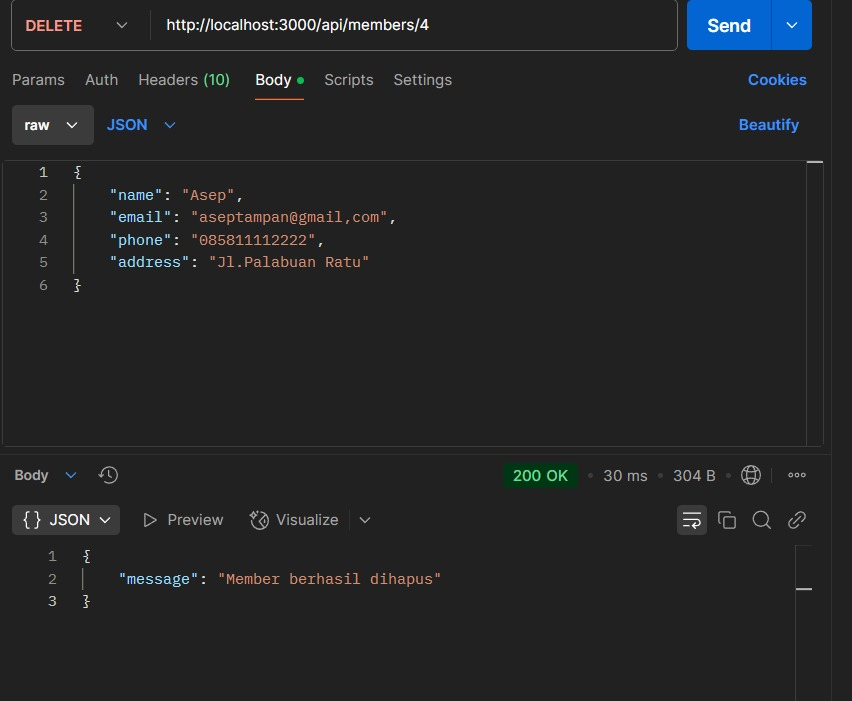 DELETE http://localhost:3000/api/members/4 Send
Params Auth Headers (10) Body Scripts Settings Cookies
raw JSON Beautify
1 {
2 "name": "Asep",
3 "email": "aseptampan@gmail,com",
4 "phone": "085811112222",
5 "address": "Jl.Palabuan Ratu"
6 }
Body 200 OK • 30 ms • 304 B
{} JSON Preview Visualize
1 {
2 "message": "Member berhasil dihapus"
3 }